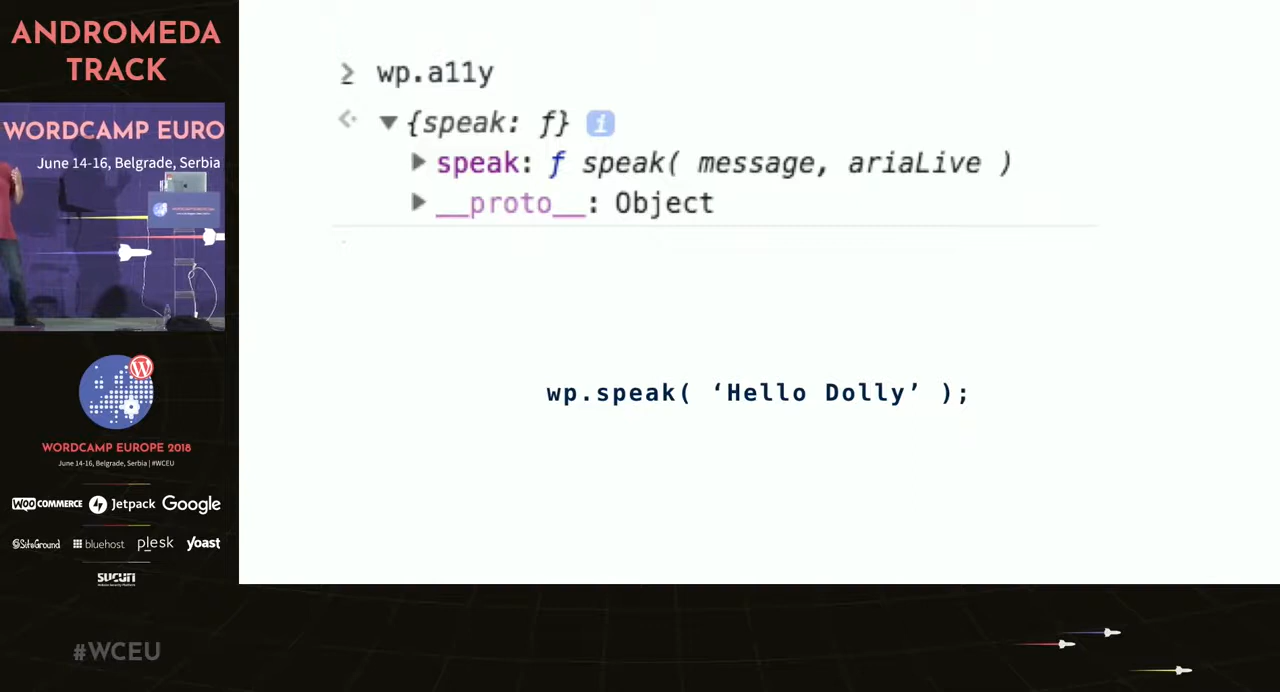 ANDROMEDA
TRACK
WORDCAMP EURO
June 14-16, Belgrade, Serbia
WORDCAMP EUROPE 2018
June 14-16, Belgrade, Serbia | #WCEU
WOO COMMERCE Jetpack Google
SiteGround bluehost plesk yoast
SUCURI
#WCEU
> wp.a11y
<· ▼ {speak: ƒ} i
▶ speak: ƒ speak( message, ariaLive )
▶ __proto__: Object
wp.speak( ‘Hello Dolly’ );